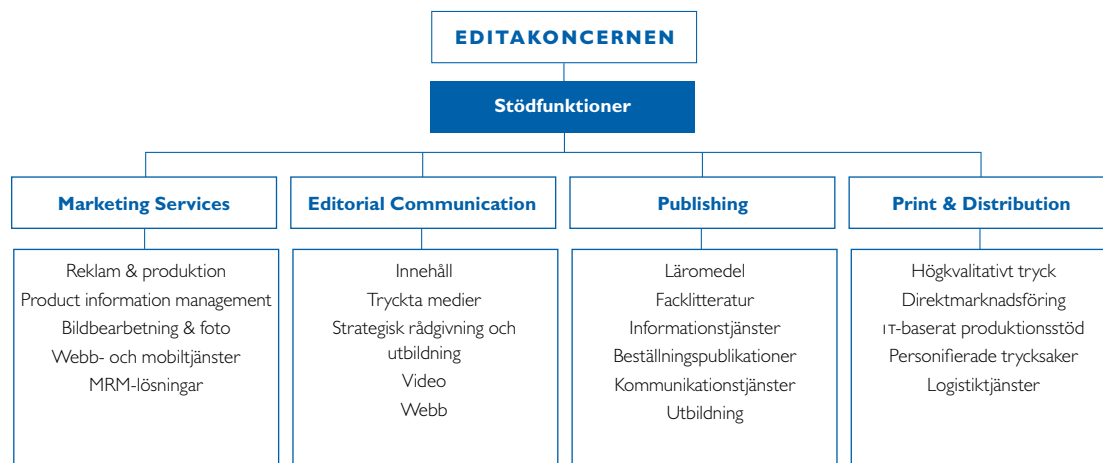 EDITAKONCERNEN
Stödfunktioner
Marketing Services
Reklam & produktion
Product information management
Bildbearbetning & foto
Webb- och mobiltjänster
MRM-lösningar
Editorial Communication
Innehåll
Tryckta medier
Strategisk rådgivning och
utbildning
Video
Webb
Publishing
Läromedel
Facklitteratur
Informationstjänster
Beställningspublikationer
Kommunikationstjänster
Utbildning
Print & Distribution
Högkvalitativt tryck
Direktmarknadsföring
IT-baserat produktionsstöd
Personifierade trycksaker
Logistiktjänster